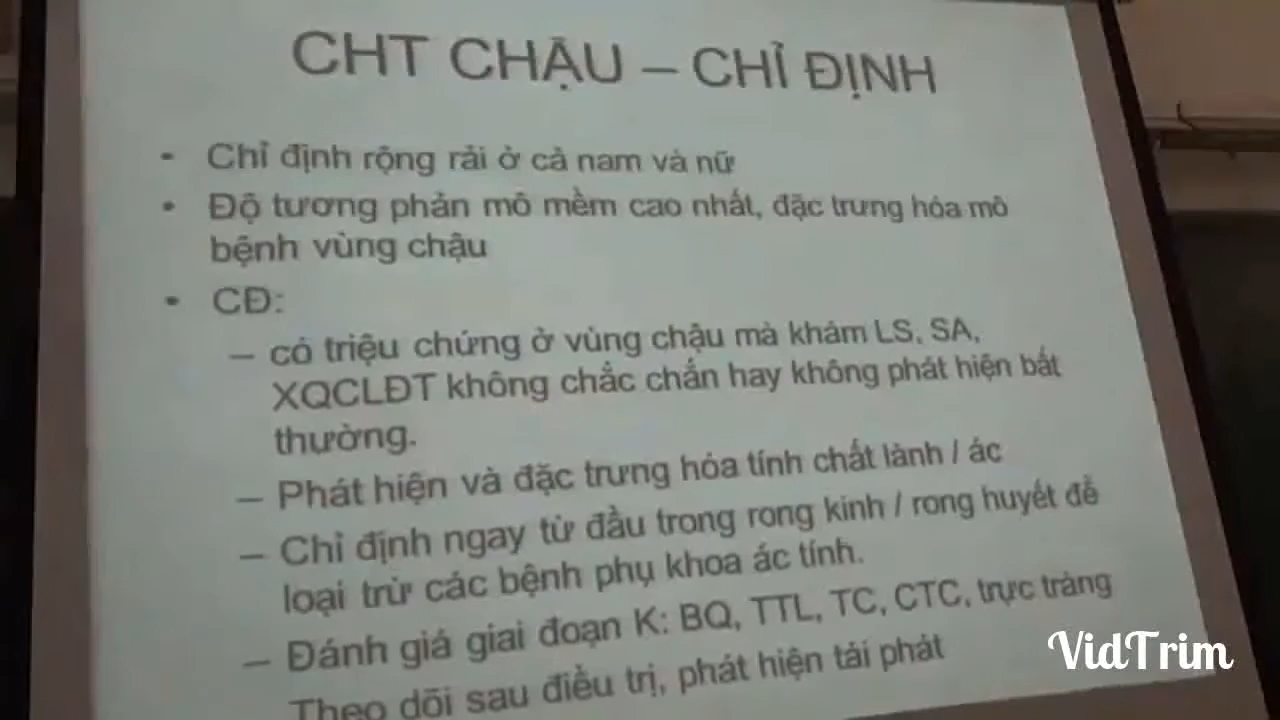 CHT CHẬU – CHỈ ĐỊNH
• Chỉ định rộng rãi ở cả nam và nữ
• Độ tương phản mô mềm cao nhất, đặc trưng hóa mô
bệnh vùng chậu
• CĐ:
– có triệu chứng ở vùng chậu mà khám LS, SA,
XQCLĐT không chắc chắn hay không phát hiện bất
thường.
– Phát hiện và đặc trưng hóa tính chất lành / ác
– Chỉ định ngay từ đầu trong rong kinh / rong huyết để
loại trừ các bệnh phụ khoa ác tính.
– Đánh giá giai đoạn K: BQ, TTL, TC, CTC, trực tràng
Theo dõi sau điều trị, phát hiện tái phát
VidTrim